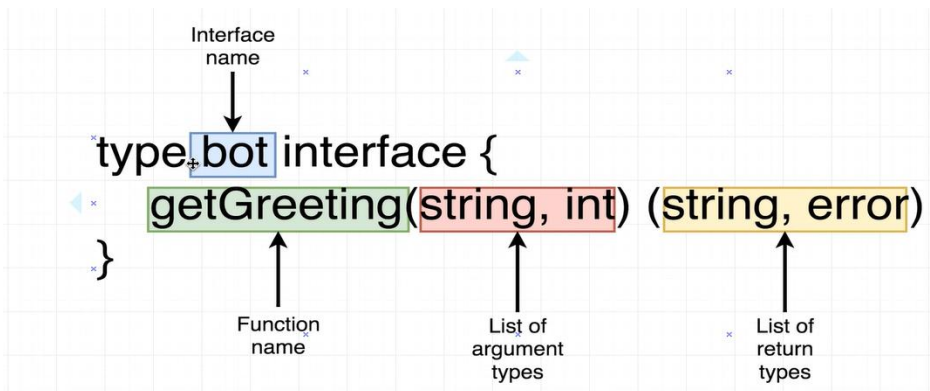 Interface
name
type bot interface {
getGreeting(string, int) (string, error)
}
Function
name
List of
argument
types
List of
return
types